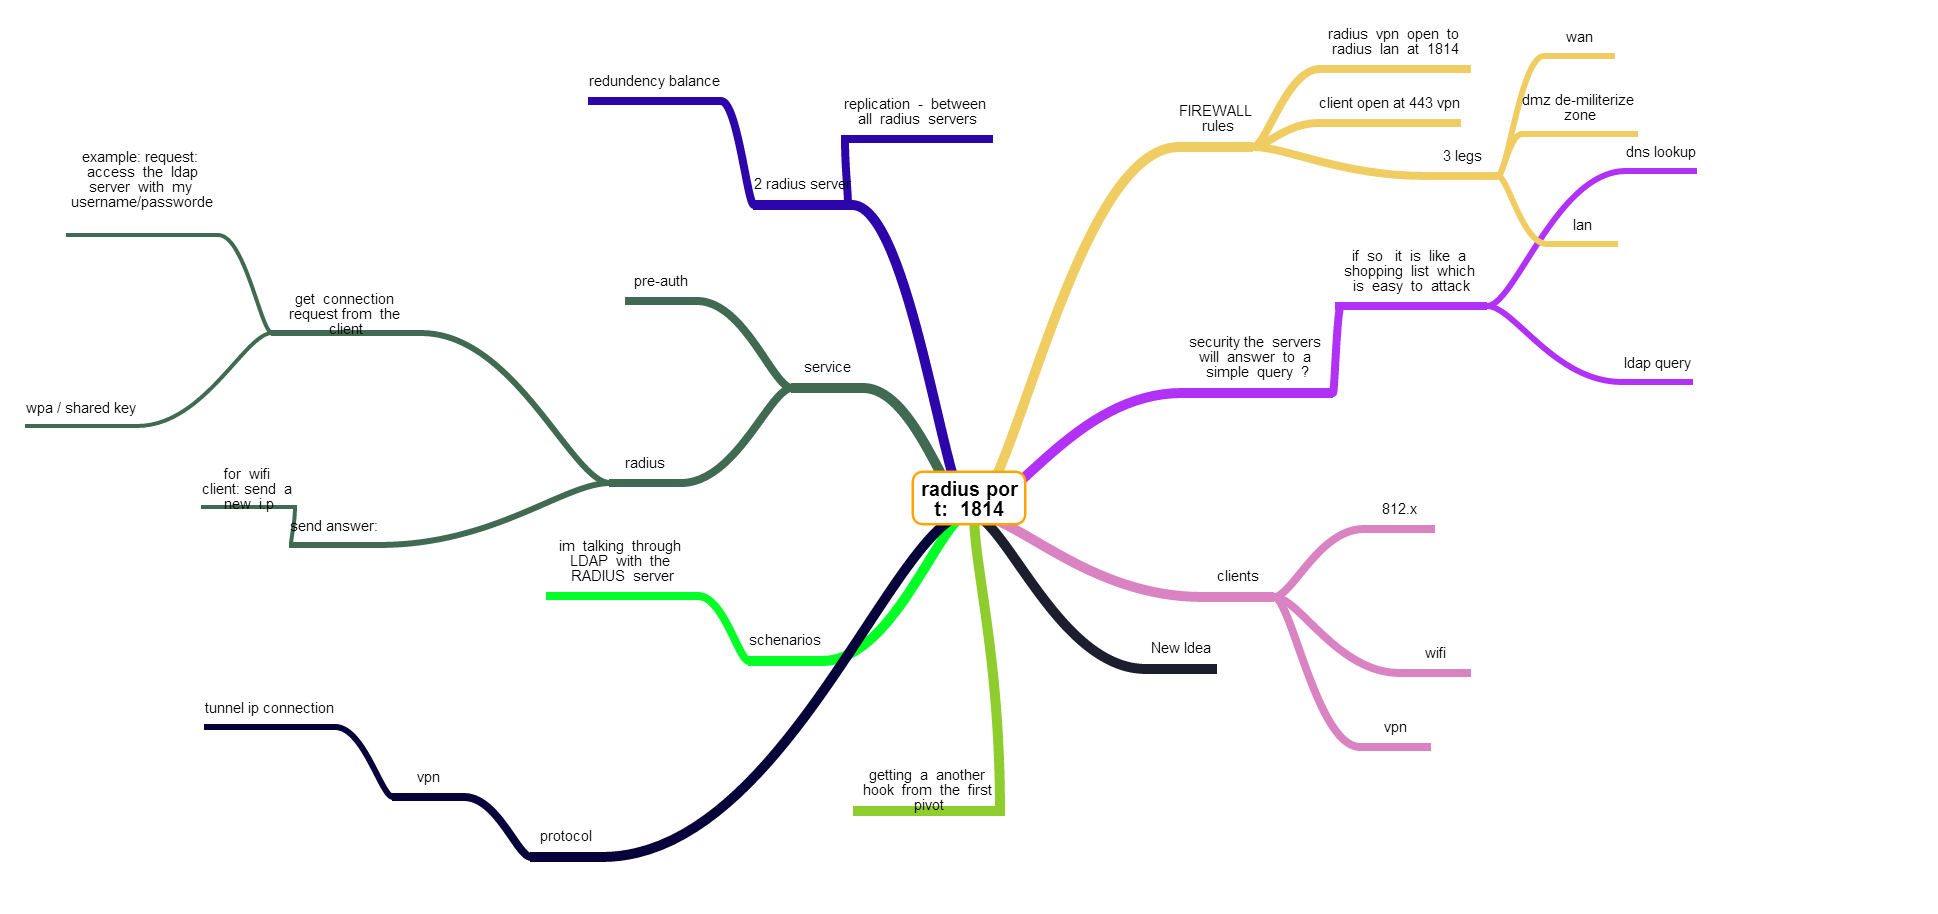 radius por
t: 1814
redundency balance
replication - between
all radius servers
2 radius server
example: request:
access the ldap
server with my
username/passworde
get connection
request from the
client
wpa / shared key
pre-auth
service
radius
for wifi
client: send a
new i.p
send answer:
im talking through
LDAP with the
RADIUS server
schenarios
tunnel ip connection
vpn
protocol
getting a another
hook from the first
pivot
FIREWALL
rules
radius vpn open to
radius lan at 1814
client open at 443 vpn
3 legs
wan
dmz de-militerize
zone
lan
security the servers
will answer to a
simple query ?
if so it is like a
shopping list which
is easy to attack
dns lookup
ldap query
clients
812.x
wifi
vpn
New Idea